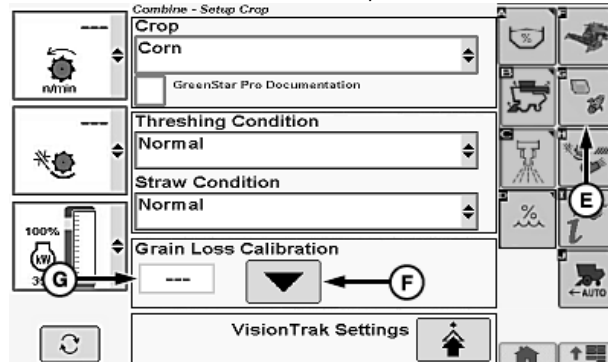 Combine - Setup Crop
---
n/min
Crop
Corn
GreenStar Pro Documentation
---
Threshing Condition
Normal
Straw Condition
Normal
100%
kW
Grain Loss Calibration
---
VisionTrak Settings
G
F
E
A
%
B
C
%
i
←AUTO